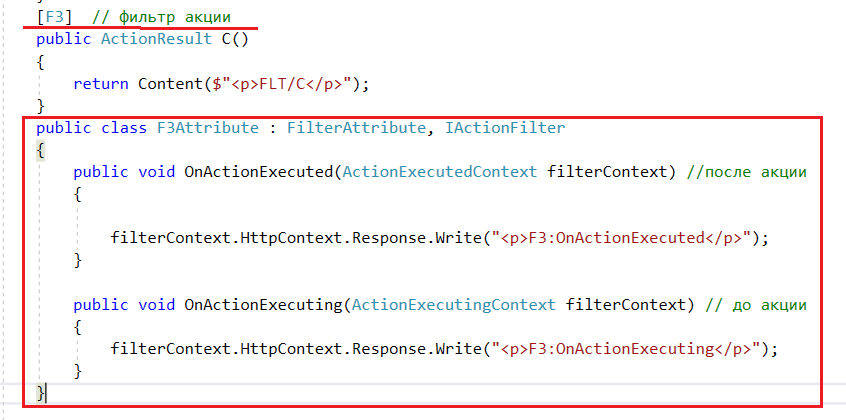 [F3]  // фильтр акции
public ActionResult C()
{
    return Content($"<p>FLT/C</p>");
}
public class F3Attribute : FilterAttribute, IActionFilter
{
    public void OnActionExecuted(ActionExecutedContext filterContext) //после акции
    {
        filterContext.HttpContext.Response.Write("<p>F3:OnActionExecuted</p>");
    }
    public void OnActionExecuting(ActionExecutingContext filterContext) // до акции
    {
        filterContext.HttpContext.Response.Write("<p>F3:OnActionExecuting</p>");
    }
}